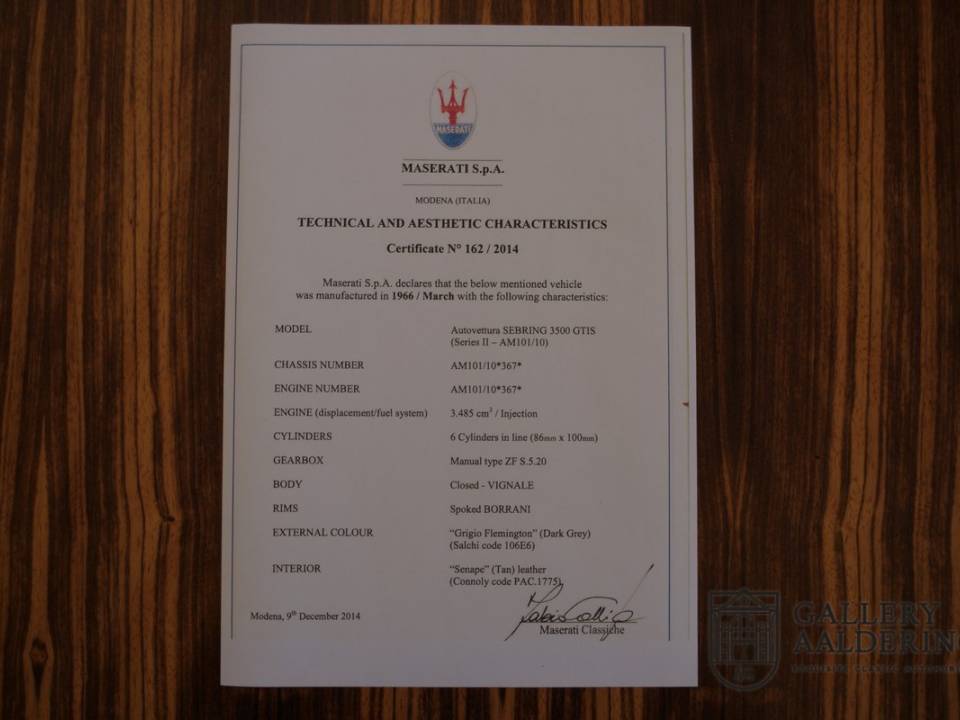 MASERATI
MASERATI S.p.A.
MODENA (ITALIA)
TECHNICAL AND AESTHETIC CHARACTERISTICS
Certificate N° 162 / 2014
Maserati S.p.A. declares that the below mentioned vehicle
was manufactured in 1966 / March with the following characteristics:
MODEL Autovettura SEBRING 3500 GTIS
(Series II – AM101/10)
CHASSIS NUMBER AM101/10*367*
ENGINE NUMBER AM101/10*367*
ENGINE (displacement/fuel system) 3.485 cm³ / Injection
CYLINDERS 6 Cylinders in line (86mm x 100mm)
GEARBOX Manual type ZF S.5.20
BODY Closed - VIGNALE
RIMS Spoked BORRANI
EXTERNAL COLOUR “Grigio Flemington” (Dark Grey)
(Salchi code 106E6)
INTERIOR “Senape” (Tan) leather
(Connoly code PAC.1775)
Modena, 9th December 2014
Maserati Classiche
GALLERY
AALDERIN